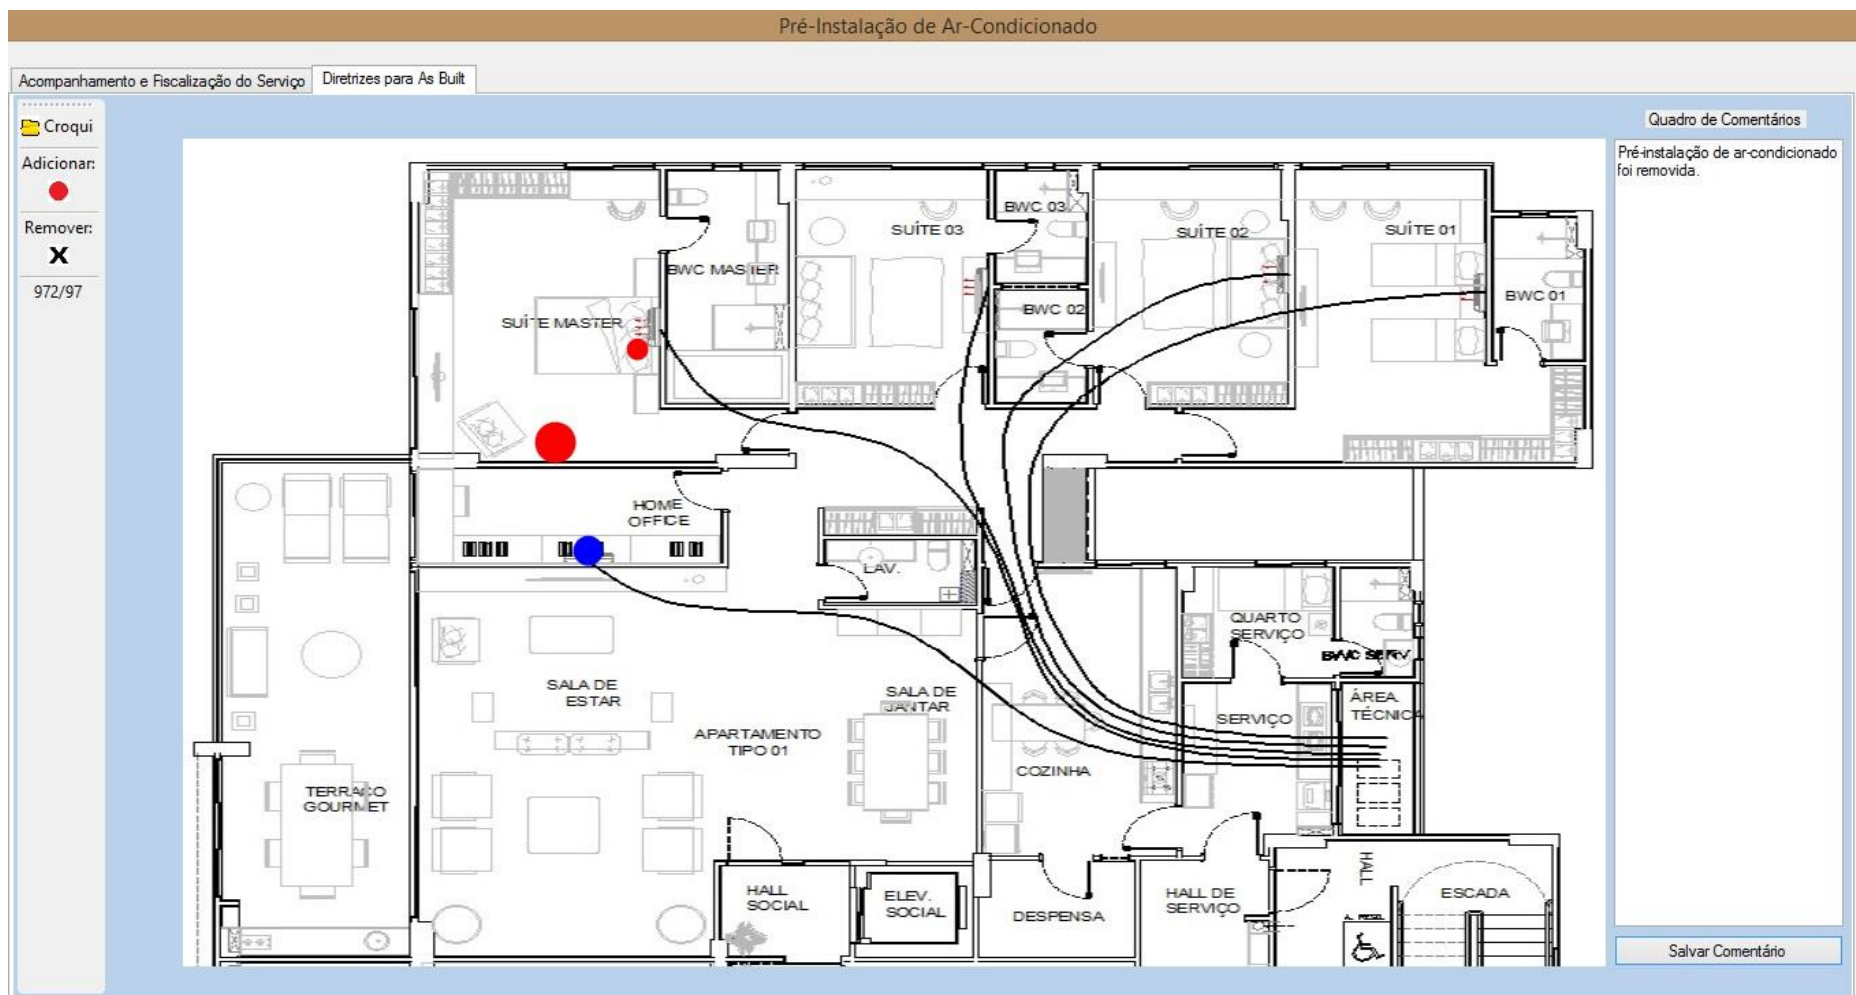 Pré-Instalação de Ar-Condicionado
Acompanhamento e Fiscalização do Serviço
Diretrizes para As Built
Croqui
Adicionar:
Remover:
X
972/97
Quadro de Comentários
Pré-instalação de ar-condicionado
foi removida.
Salvar Comentário
SUÍTE MASTER
BWC MASTER
SUÍTE 03
BWC 03
BWC 02
SUÍTE 02
SUÍTE 01
BWC 01
HOME
OFFICE
LAV.
QUARTO
SERVIÇO
BWC SERV.
SALA DE
ESTAR
SALA DE
JANTAR
APARTAMENTO
TIPO 01
SERVIÇO
ÁREA
TÉCNICA
COZINHA
TERRAÇO
GOURMET
HALL
SOCIAL
ELEV.
SOCIAL
DESPENSA
HALL DE
SERVIÇO
HALL
ESCADA